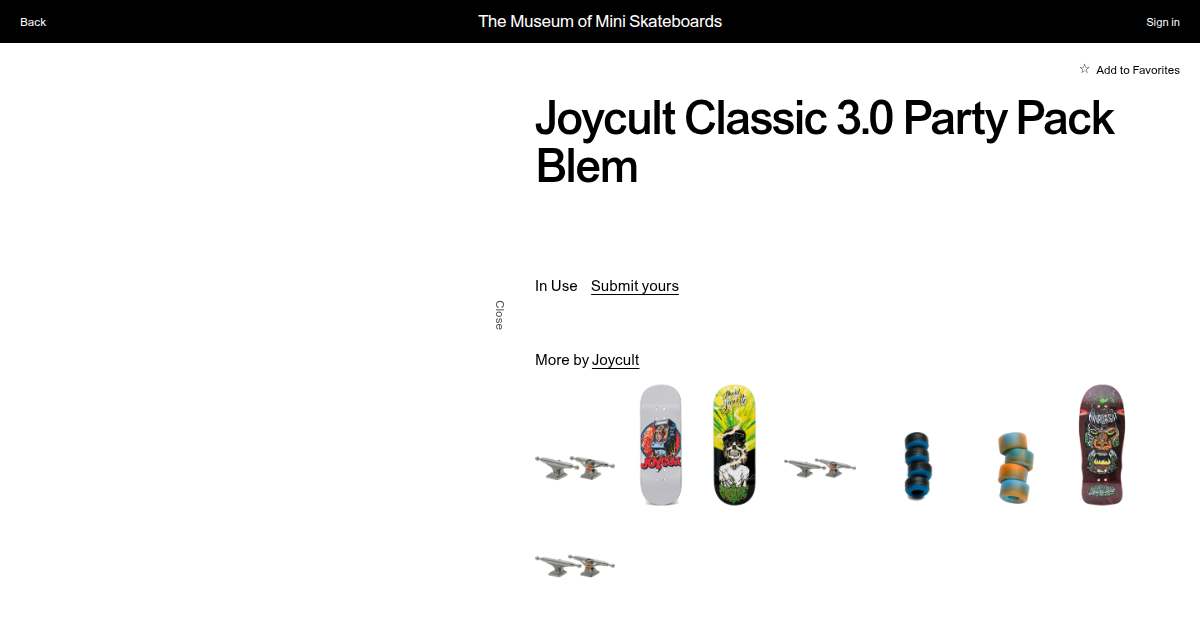 Back
The Museum of Mini Skateboards
Sign in
☆ Add to Favorites
Joycult Classic 3.0 Party Pack
Blem
In Use Submit yours
Close
More by Joycult